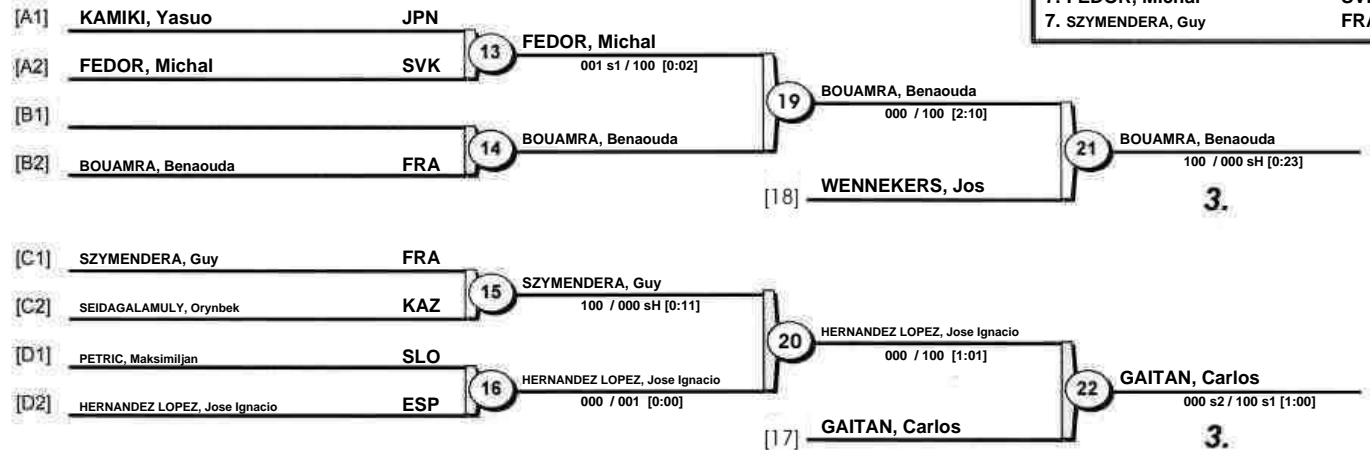 7. FEDOR, Michal
7. SZYMENDERA, Guy FRA
[A1] KAMIKI, Yasuo JPN
13 FEDOR, Michal
001 s1 / 100 [0:02]
[A2] FEDOR, Michal SVK
19 BOUAMRA, Benaouda
000 / 100 [2:10]
[B1]
14 BOUAMRA, Benaouda
21 BOUAMRA, Benaouda
100 / 000 sH [0:23]
[B2] BOUAMRA, Benaouda FRA
[18] WENNEKERS, Jos
3.
[C1] SZYMENDERA, Guy FRA
15 SZYMENDERA, Guy
100 / 000 sH [0:11]
[C2] SEIDAGALAMULY, Orynbek KAZ
20 HERNANDEZ LOPEZ, Jose Ignacio
000 / 100 [1:01]
[D1] PETRIC, Maksimiljan SLO
16 HERNANDEZ LOPEZ, Jose Ignacio
000 / 001 [0:00]
22 GAITAN, Carlos
000 s2 / 100 s1 [1:00]
[D2] HERNANDEZ LOPEZ, Jose Ignacio ESP
[17] GAITAN, Carlos
3.